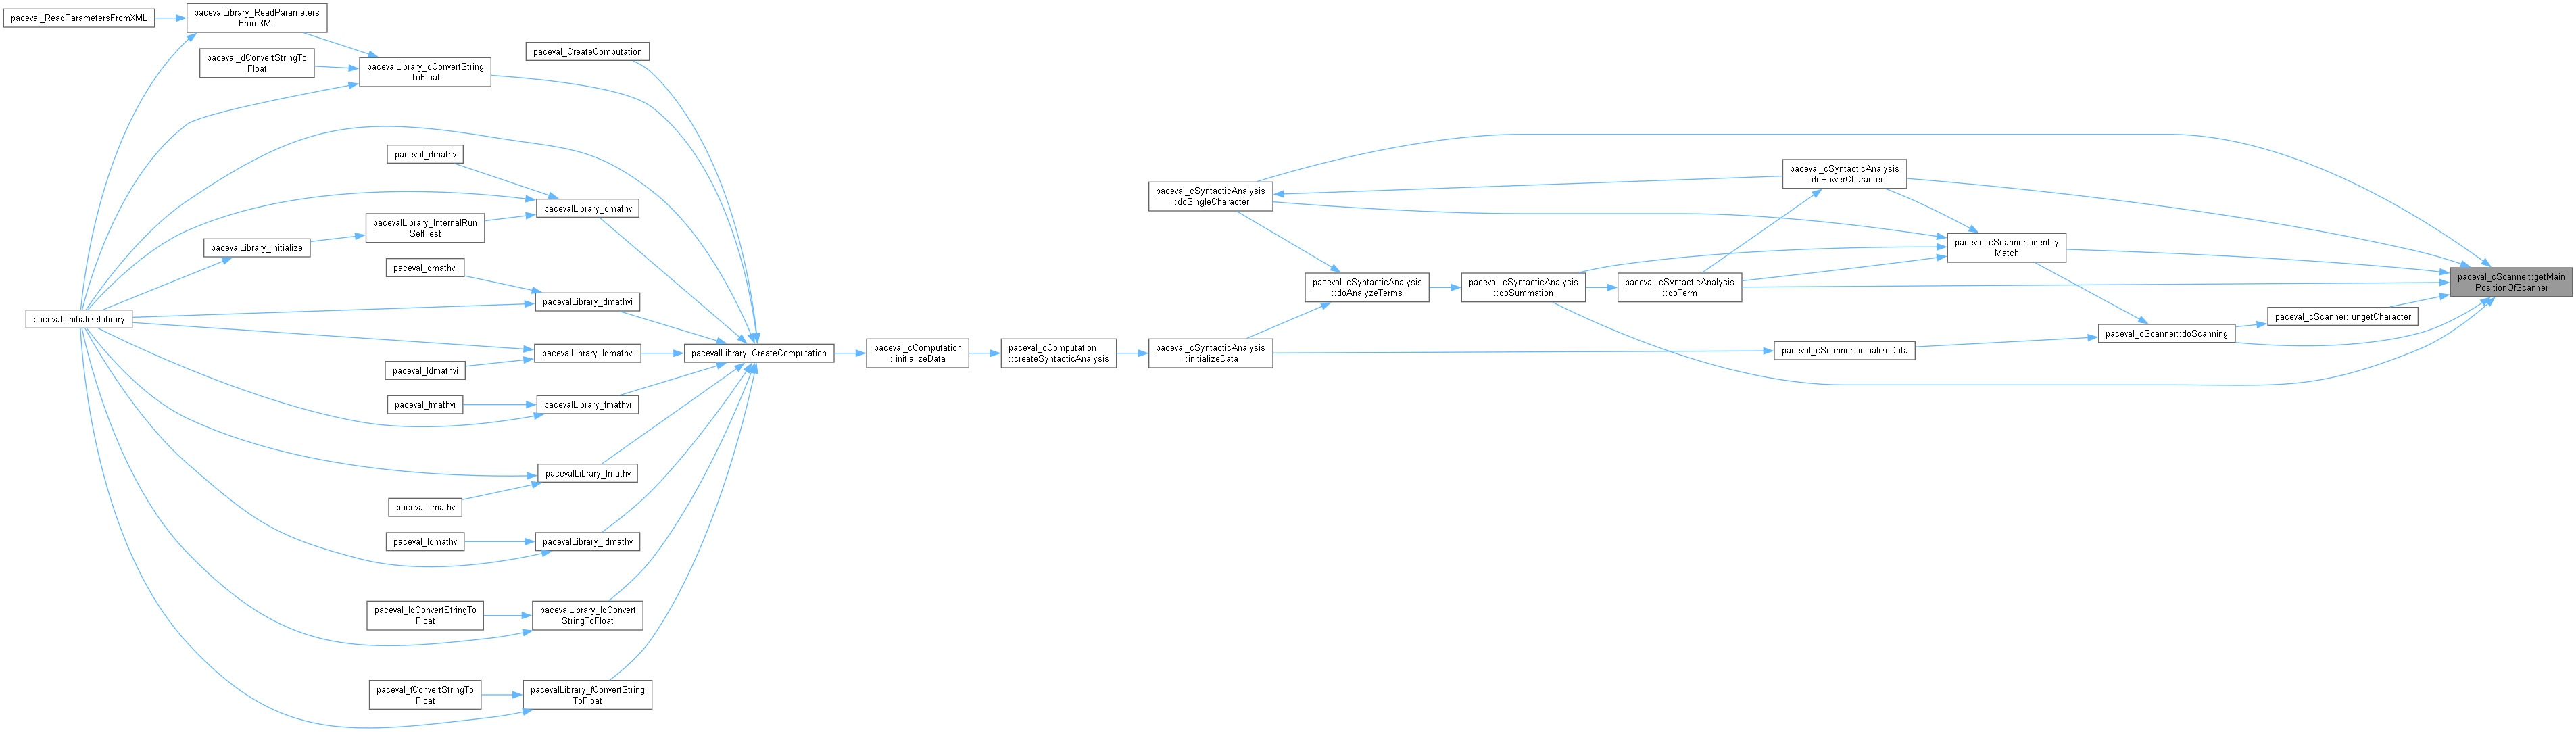 paceval_ReadParametersFromXML
pacevalLibrary_ReadParameters
FromXML
paceval_dConvertStringTo
Float
pacevalLibrary_dConvertString
ToFloat
paceval_CreateComputation
paceval_dmathv
pacevalLibrary_dmathv
pacevalLibrary_InternalRun
SelfTest
pacevalLibrary_Initialize
paceval_dmathvi
pacevalLibrary_dmathvi
paceval_InitializeLibrary
pacevalLibrary_ldmathvi
paceval_ldmathvi
pacevalLibrary_CreateComputation
paceval_fmathvi
pacevalLibrary_fmathvi
pacevalLibrary_fmathv
paceval_fmathv
paceval_ldmathv
pacevalLibrary_ldmathv
paceval_ldConvertStringTo
Float
pacevalLibrary_ldConvert
StringToFloat
paceval_fConvertStringTo
Float
pacevalLibrary_fConvertString
ToFloat
paceval_cComputation
::initializeData
paceval_cComputation
::createSyntacticAnalysis
paceval_cSyntacticAnalysis
::initializeData
paceval_cSyntacticAnalysis
::doSingleCharacter
paceval_cSyntacticAnalysis
::doAnalyzeTerms
paceval_cSyntacticAnalysis
::doSummation
paceval_cSyntacticAnalysis
::doTerm
paceval_cSyntacticAnalysis
::doPowerCharacter
paceval_cScanner::identify
Match
paceval_cScanner::initializeData
paceval_cScanner::doScanning
paceval_cScanner::ungetCharacter
paceval_cScanner::getMain
PositionOfScanner